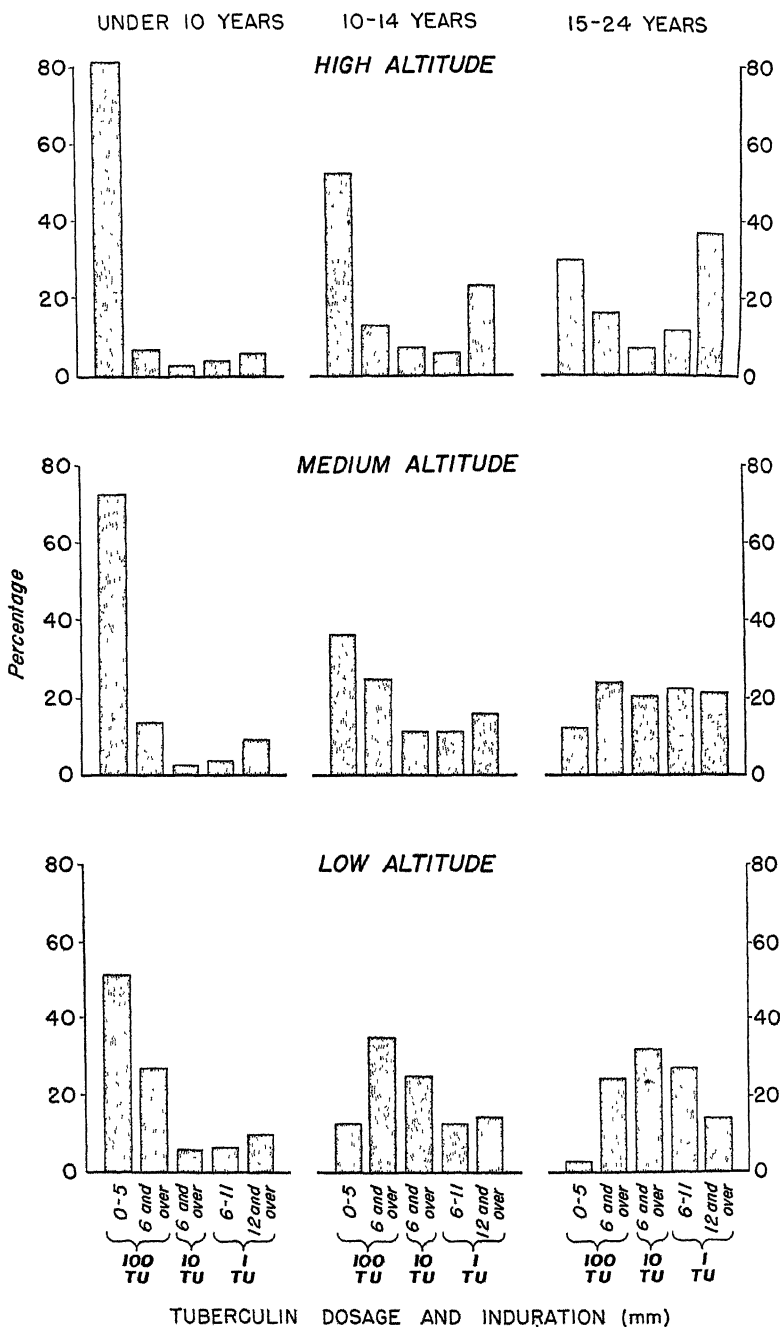 UNDER 10 YEARS 10-14 YEARS 15-24 YEARS
HIGH ALTITUDE
80 80
60 60
40 40
20 20
0 0
MEDIUM ALTITUDE
80 80
60 60
40 40
20 20
0 0
Percentage
LOW ALTITUDE
80 80
60 60
40 40
20 20
0 0
0-5 6 and over 6 and over 6-11 12 and over 0-5 6 and over 6 and over 6-11 12 and over 0-5 6 and over 6 and over 6-11 12 and over
100 TU 10 TU 1 TU 100 TU 10 TU 1 TU 100 TU 10 TU 1 TU
TUBERCULIN DOSAGE AND INDURATION (mm)